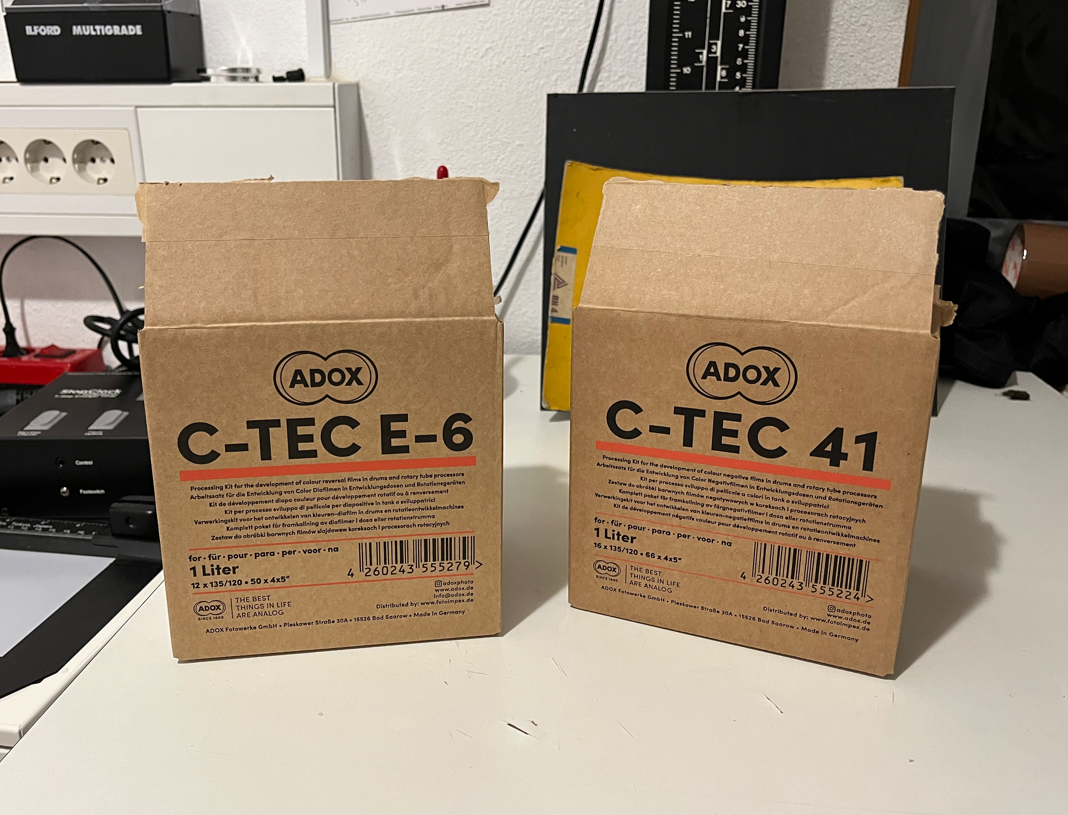 ILFORD MULTIGRADE
ADOX
C-TEC E-6
Processing Kit for the development of colour reversal films in drums and rotary tube processors
Arbeitssatz für die Entwicklung von Color Diafilmen in Entwicklungsdosen und Rotationsgeräten
Kit de développement diapo couleur pour développement rotatif ou à renversement
Kit per processo sviluppo di pellicole per diapositive in tank o sviluppatrici
Verwerkingskit voor het ontwikkelen van kleuren-diafilm in drums en rotatieontwikkelmachines
Komplett paket för framkallning av diafilmer i dosa eller rotationstrumma
Zestaw do obróbki barwnych filmów slajdowem koreksach i procesorach rotacyjnych
for · für · pour · para · per · voor · na
1 Liter
12 x 135/120 • 50 x 4x5"
4 260243 555279 >
ADOX
SINCE 1860
THE BEST
THINGS IN LIFE
ARE ANALOG
adoxphoto
www.adox.de
info@adox.de
Distributed by: www.fotoimpex.de
ADOX Fotowerke GmbH • Pieskower Straße 30A • 15526 Bad Saarow • Made in Germany
ADOX
C-TEC 41
Processing Kit for the development of colour negative films in drums and rotary tube processors
Arbeitssatz für die Entwicklung von Color Negativfilmen in Entwicklungsdosen und Rotationsgeräten
Kit per processo sviluppo di pellicole a colori in tank o sviluppatrici
Zestaw do obróbki barwnych filmów negatywowych w koreksach i procesorach rotacyjnych
Komplett paket för framkallning av färgnegativfilmer i dosa eller rotationstrumma
Verwerkingskit voor het ontwikkelen van kleuren-negatiefilms in drums en rotatieontwikkelmachines
Kit de développement négatifs couleur pour développement rotatif ou à renversement
for · für · pour · para · per · voor · na
1 Liter
16 x 135/120 • 66 x 4x5"
4 260243 555224 >
ADOX
SINCE 1860
THE BEST
THINGS IN LIFE
ARE ANALOG
adoxphoto
www.adox.de
info@adox.de
Distributed by: www.fotoimpex.de
ADOX Fotowerke GmbH • Pieskower Straße 30A • 15526 Bad Saarow • Made in Germany
StopClock
Control
Footswitch